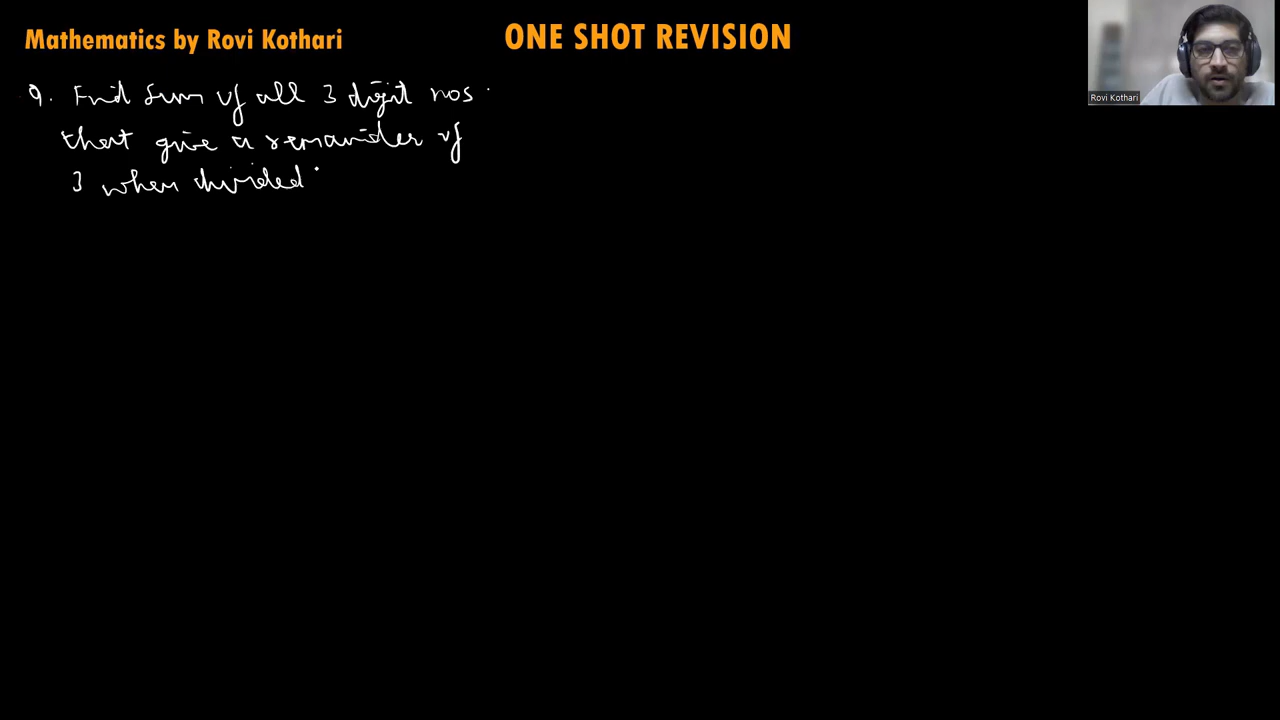 Mathematics by Rovi Kothari
ONE SHOT REVISION
Rovi Kothari
Q. Find sum of all 3 digit nos
that give a remainder of
3 when divided